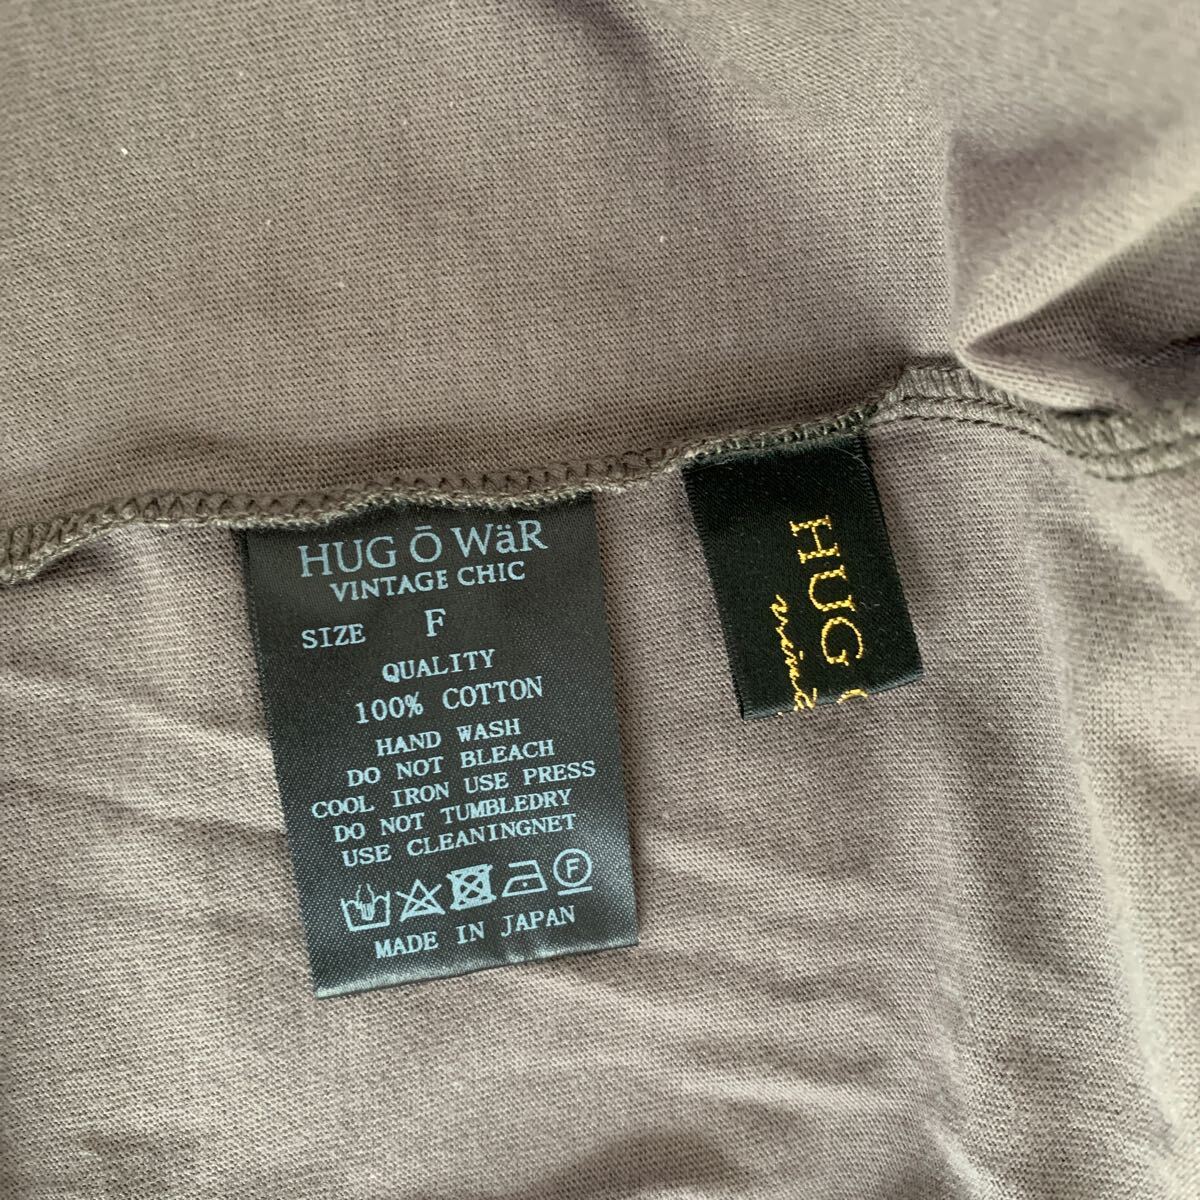 HUG Ō WäR
VINTAGE CHIC
SIZE F
QUALITY
100% COTTON
HAND WASH
DO NOT BLEACH
COOL IRON USE PRESS
DO NOT TUMBLEDRY
USE CLEANINGNET
F
MADE IN JAPAN
HUG